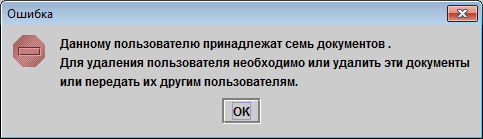 Ошибка
Данному пользователю принадлежат семь документов .
Для удаления пользователя необходимо или удалить эти документы
или передать их другим пользователям.
OK